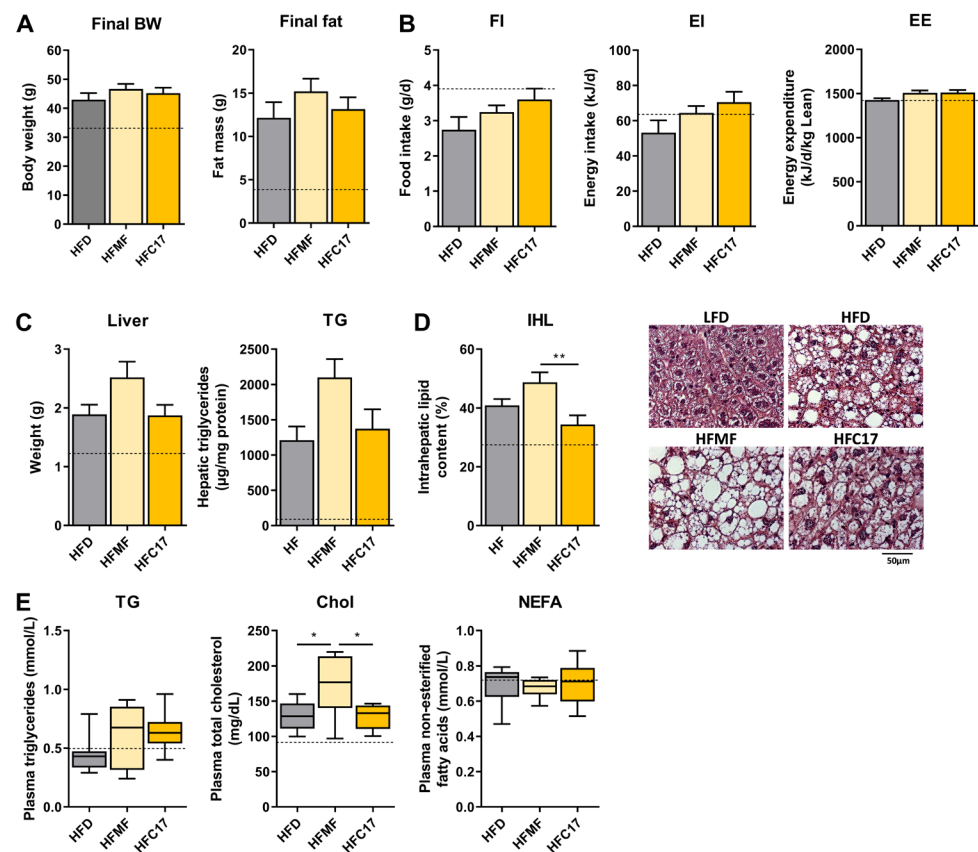 A
Final BW
Body weight (g)
60
50
40
30
20
10
0
HFD
HFMF
HFC17
Final fat
Fat mass (g)
20
15
10
5
0
HFD
HFMF
HFC17
B
FI
Food intake (g/d)
5
4
3
2
1
0
HFD
HFMF
HFC17
EI
Energy intake (kJ/d)
100
80
60
40
20
0
HFD
HFMF
HFC17
EE
Energy expenditure
(kJ/d/kg Lean)
2000
1500
1000
500
0
HFD
HFMF
HFC17
C
Liver
Weight (g)
3
2
1
0
HFD
HFMF
HFC17
TG
Hepatic triglycerides
(μg/mg protein)
2500
2250
2000
1750
1500
1250
1000
750
500
250
0
HF
HFMF
HFC17
D
IHL
Intrahepatic lipid
content (%)
60
40
20
0
**
HF
HFMF
HFC17
LFD
HFD
HFMF
HFC17
50μm
E
TG
Plasma triglycerides (mmol/L)
1.5
1.0
0.5
0.0
HFD
HFMF
HFC17
Chol
Plasma total cholesterol
(mg/dL)
250
200
150
100
50
0
*
*
HFD
HFMF
HFC17
NEFA
Plasma non-esterified
fatty acids (mmol/L)
1.0
0.8
0.6
0.4
0.2
0.0
HFD
HFMF
HFC17